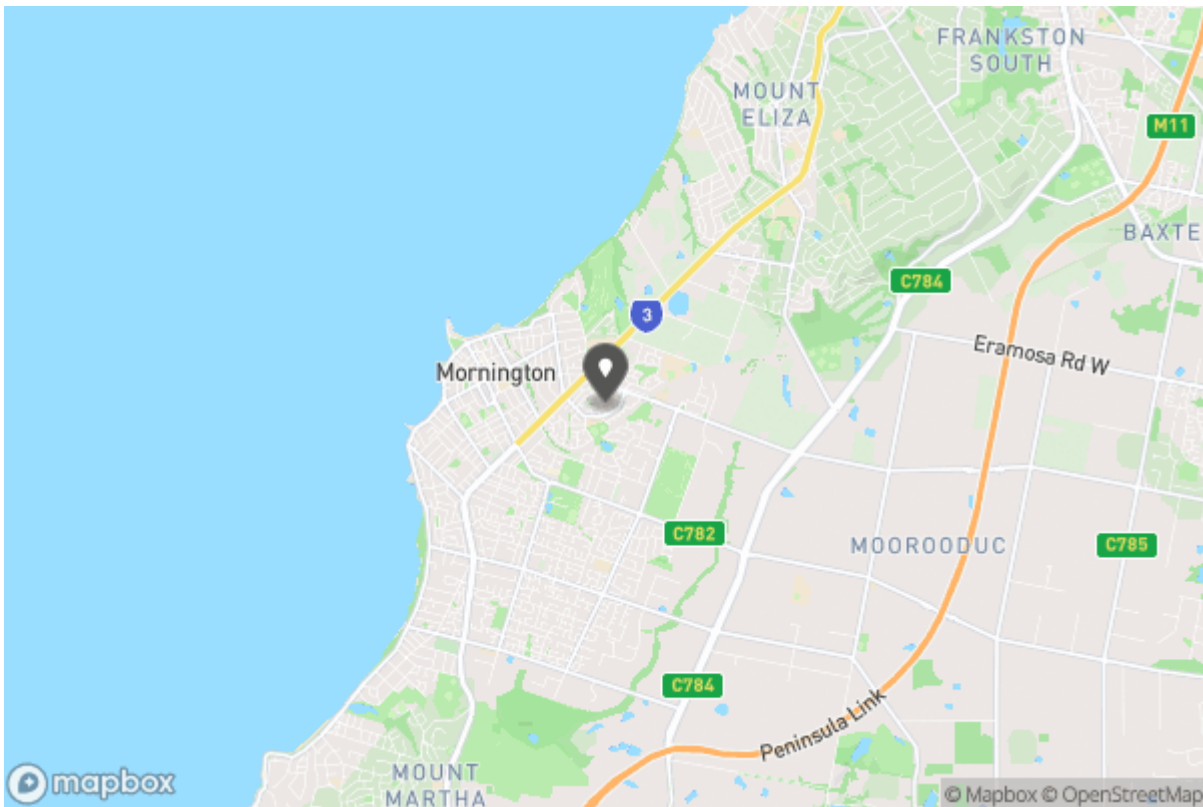 FRANKSTON
SOUTH
MOUNT
ELIZA
M11
BAXTE
C784
3
Eramosa Rd W
Mornington
C782
MOOROODUC
C785
C784
Peninsula Link
MOUNT
MARTHA
mapbox
© Mapbox © OpenStreetMap